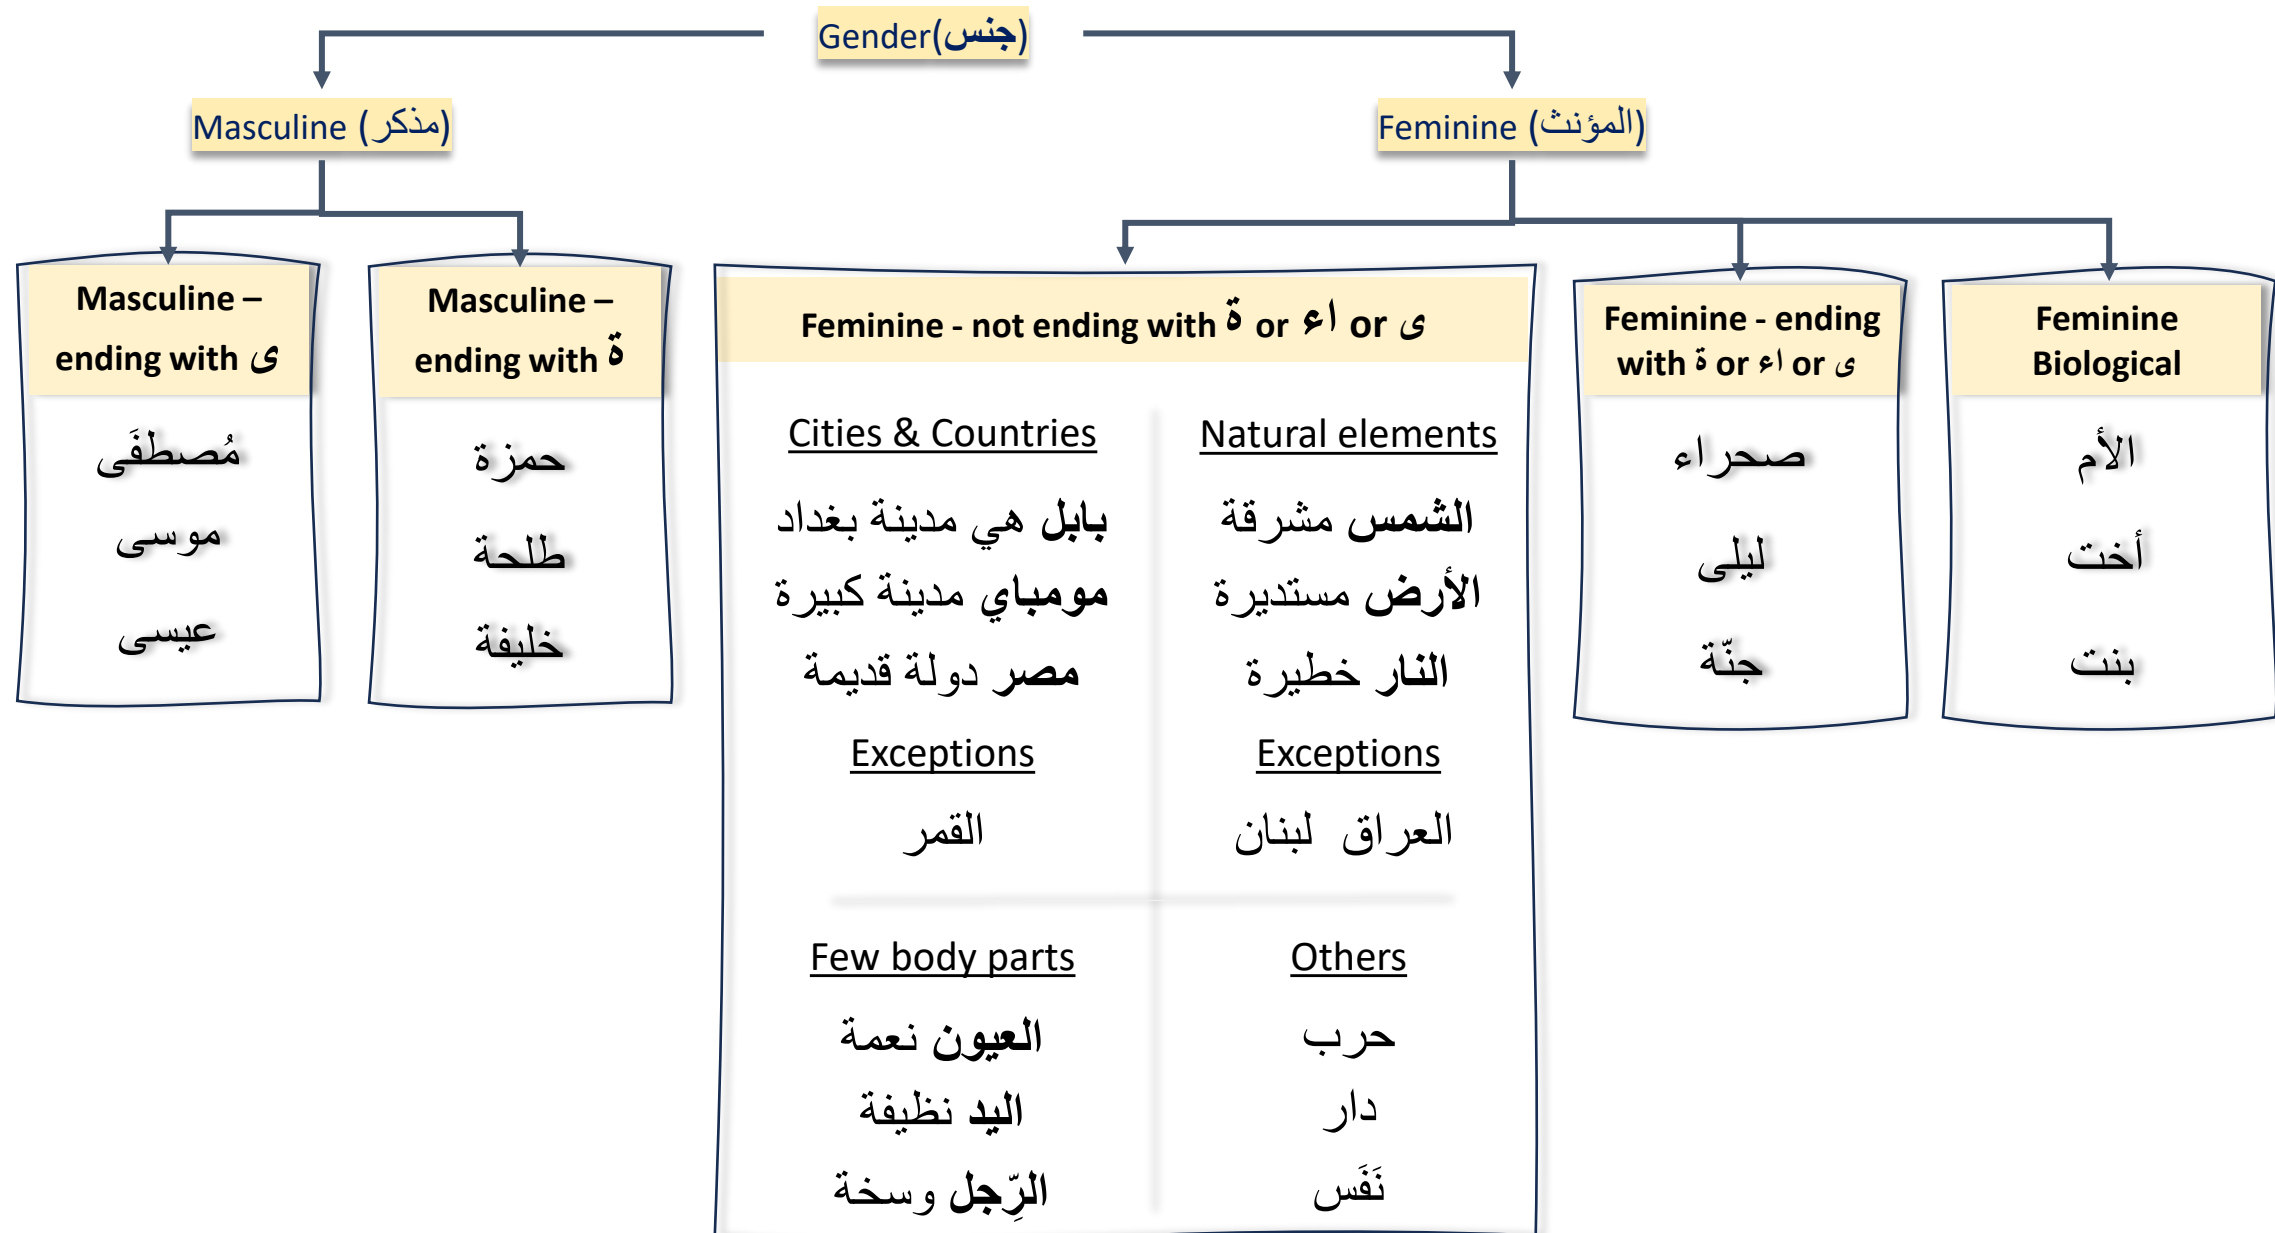 Gender(جنس)
Masculine (مذكر)
Feminine (المؤنث)
Masculine –
ending with ى
مُصطفَى
موسى
عيسى
Masculine –
ending with ة
حمزة
طلحة
خليفة
Feminine - not ending with ة or اء or ى
Cities & Countries
بابل هي مدينة بغداد
مومباي مدينة كبيرة
مصر دولة قديمة
Exceptions
القمر
Natural elements
الشمس مشرقة
الأرض مستديرة
النار خطيرة
Exceptions
العراق لبنان
Few body parts
العيون نعمة
اليد نظيفة
الرِّجل وسخة
Others
حرب
دار
نَفَس
Feminine - ending
with ة or اء or ى
صحراء
ليلى
جنّة
Feminine
Biological
الأم
أخت
بنت